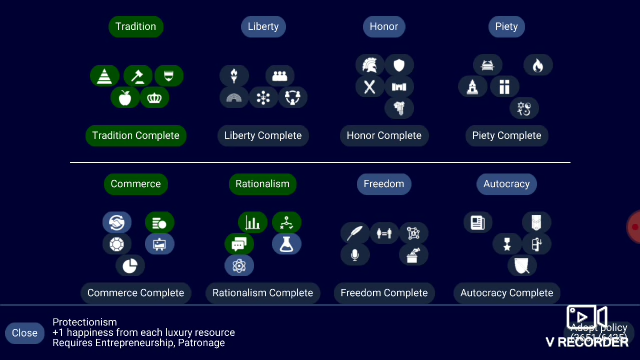 Tradition
Liberty
Honor
Piety
Tradition Complete
Liberty Complete
Honor Complete
Piety Complete
Commerce
Rationalism
Freedom
Autocracy
Commerce Complete
Rationalism Complete
Freedom Complete
Autocracy Complete
Close
Protectionism
+1 happiness from each luxury resource
Requires Entrepreneurship, Patronage
Adopt policy
V RECORDER